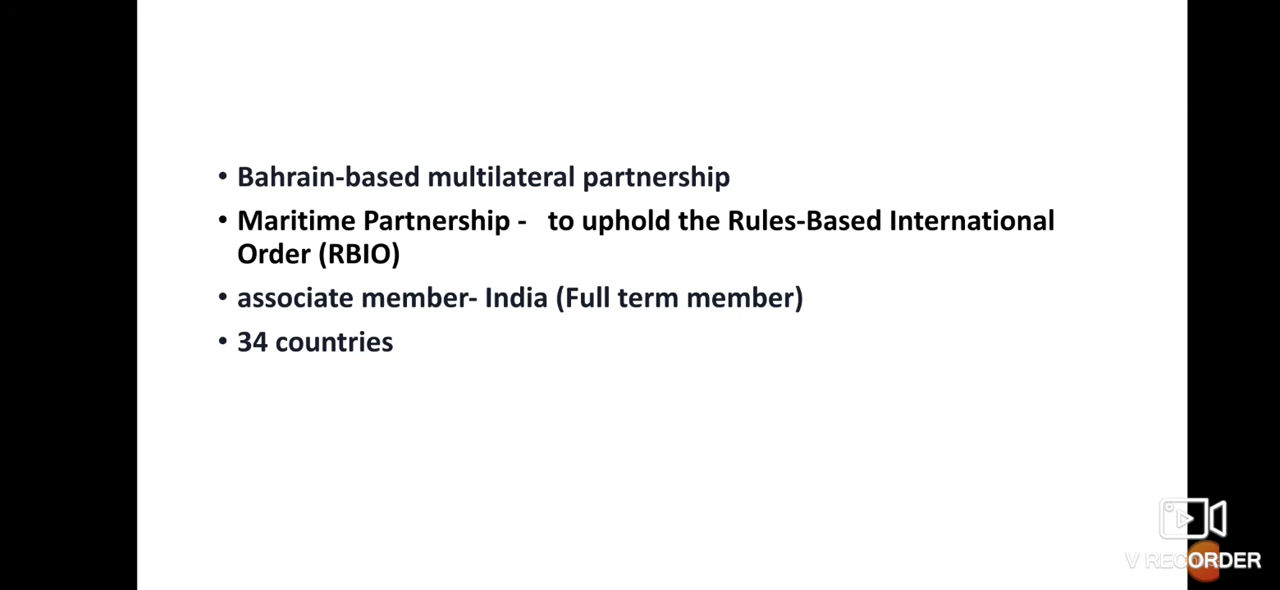 • Bahrain-based multilateral partnership
• Maritime Partnership - to uphold the Rules-Based International
Order (RBIO)
• associate member- India (Full term member)
• 34 countries
V RECORDER